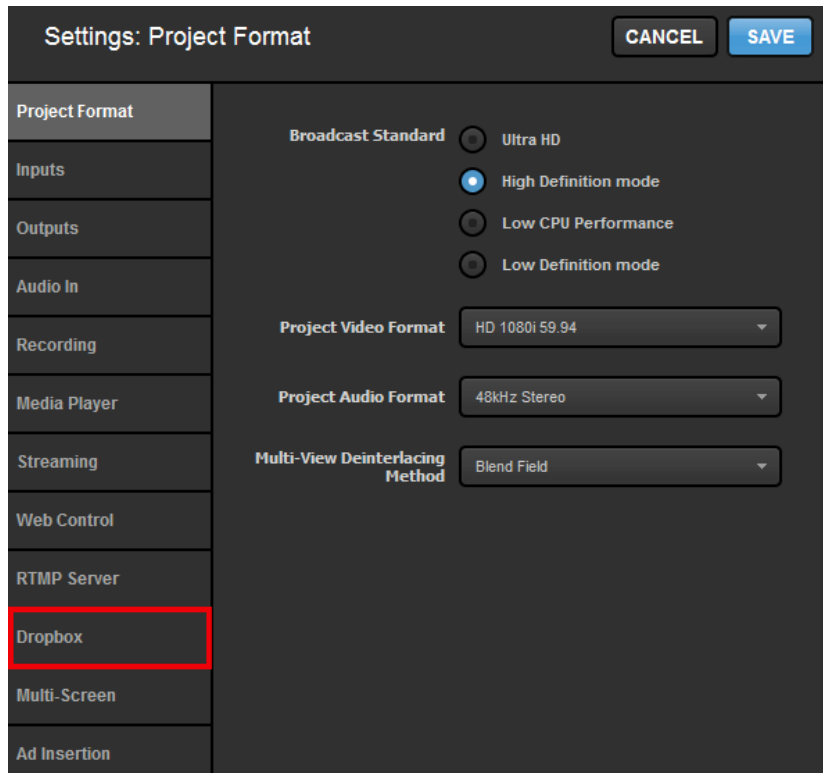 Settings: Project Format
CANCEL
SAVE
Project Format
Inputs
Outputs
Audio In
Recording
Media Player
Streaming
Web Control
RTMP Server
Dropbox
Multi-Screen
Ad Insertion
Broadcast Standard
Ultra HD
High Definition mode
Low CPU Performance
Low Definition mode
Project Video Format
HD 1080i 59.94
Project Audio Format
48kHz Stereo
Multi-View Deinterlacing
Method
Blend Field